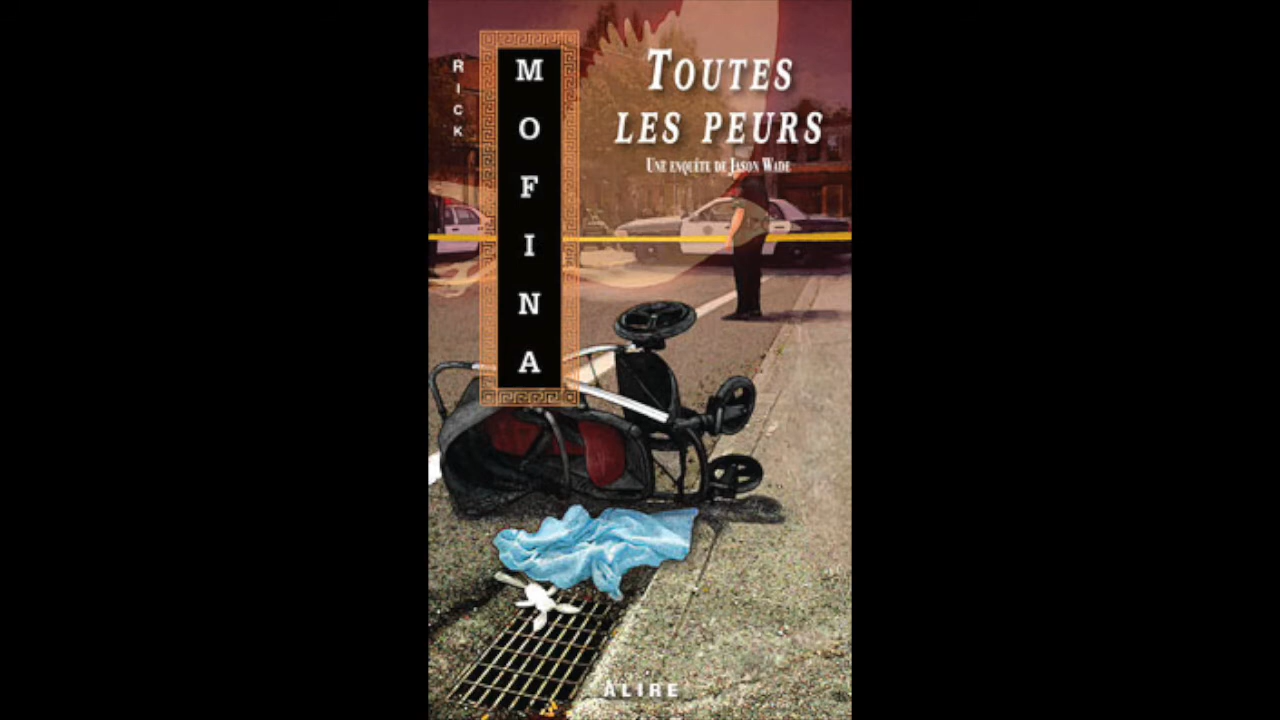 RICK
MOFINA
TOUTES
LES PEURS
UNE ENQUÊTE DE JASON WADE
ALIRE